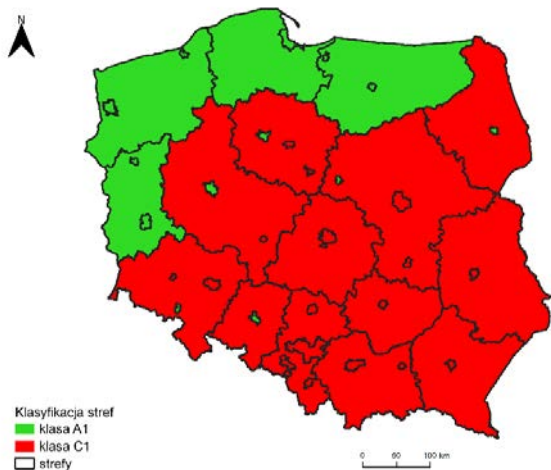 N
Klasyfikacja stref
klasa A1
klasa C1
strefy
0 60 100 km